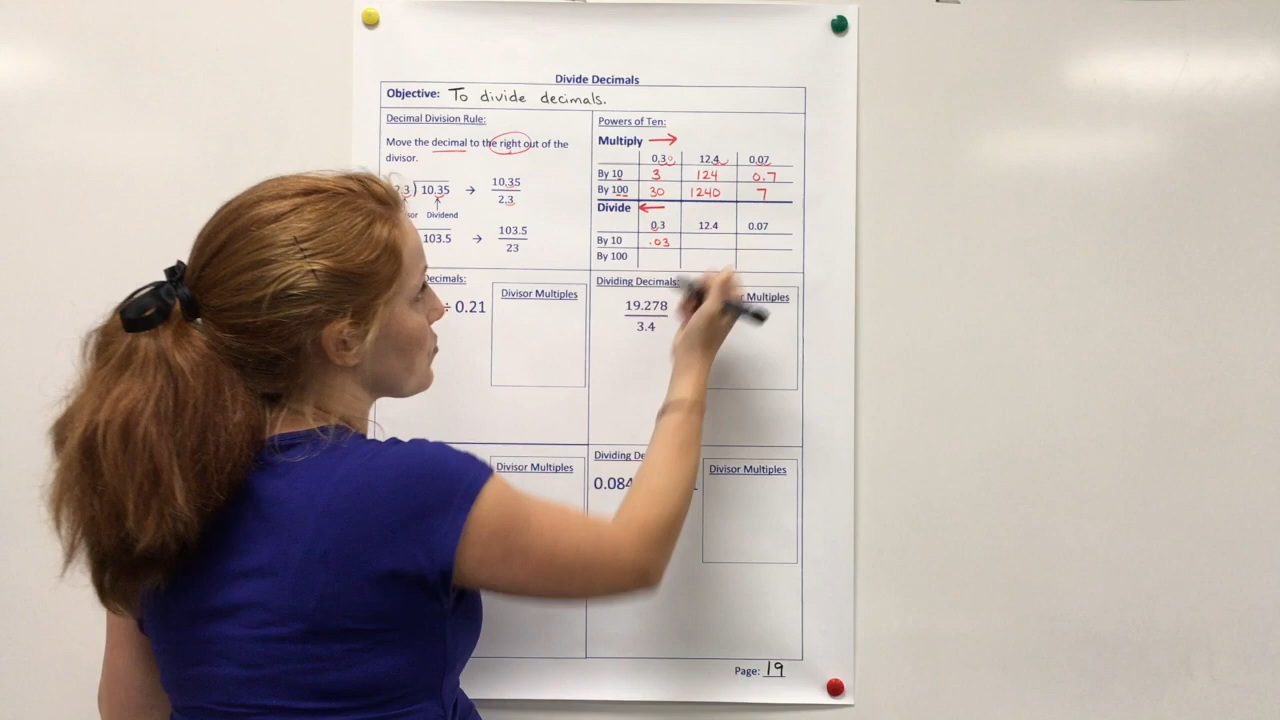 Divide Decimals
Objective: To divide decimals.
Decimal Division Rule:
Move the decimal to the right out of the
divisor.
2.3 ) 10.35 → 10.35
2.3
Dividend
103.5 → 103.5
23
Powers of Ten:
Multiply →
0.30 12.4 0.07
By 10 3 124 0.7
By 100 30 1240 7
Divide ←
0.3 12.4 0.07
By 10 .03
By 100
Decimals:
÷ 0.21
Divisor Multiples
Dividing Decimals:
19.278
3.4
Multiples
Divisor Multiples
Dividing
0.084
Divisor Multiples
Page: 19